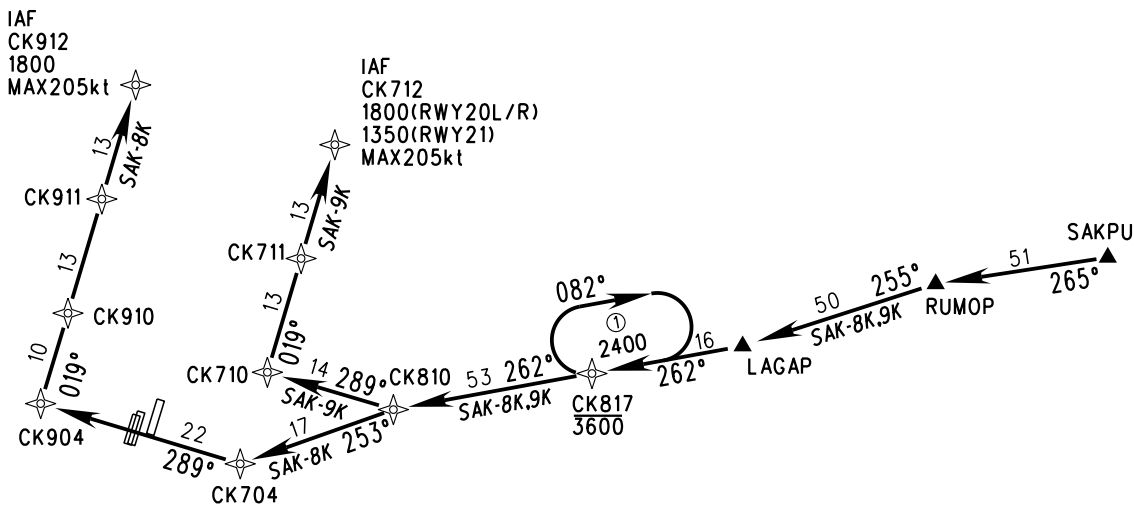 IAF
CK912
1800
MAX205kt
IAF
CK712
1800(RWY20L/R)
1350(RWY21)
MAX205kt
13
SAK-8K
CK911
13
CK910
10
019°
CK904
22
289°
CK704
13
SAK-9K
CK711
13
019°
CK710
14
289°
SAK-9K
CK810
17
SAK-8K
253°
53
262°
SAK-8K,9K
082°
①
2400
CK817
3600
16
262°
LAGAP
50
255°
SAK-8K,9K
RUMOP
51
265°
SAKPU